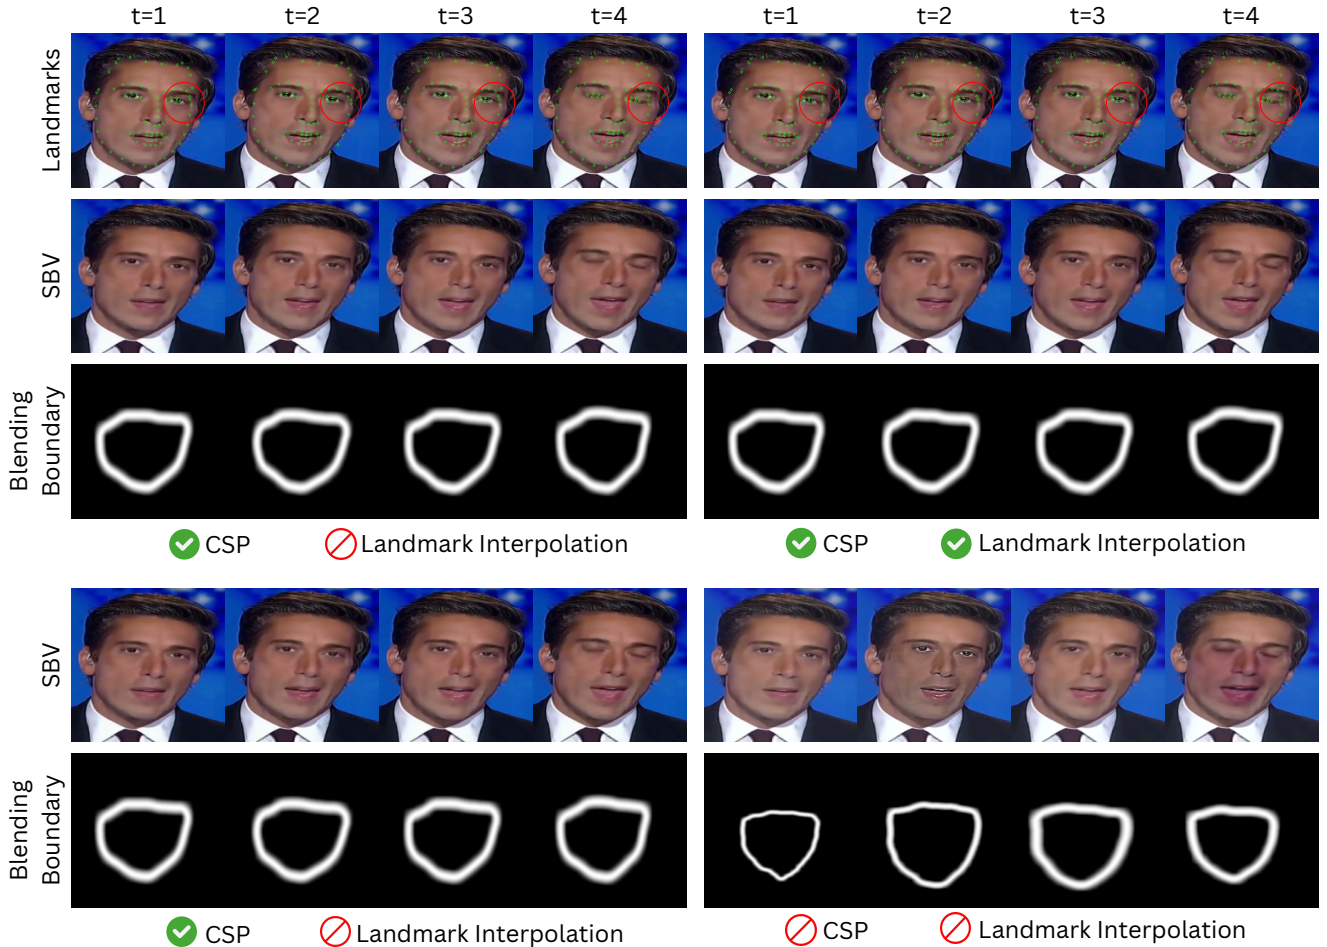 t=1 t=2 t=3 t=4 t=1 t=2 t=3 t=4
Landmarks
SBV
Blending
Boundary
CSP Landmark Interpolation CSP Landmark Interpolation
SBV
Blending
Boundary
CSP Landmark Interpolation CSP Landmark Interpolation